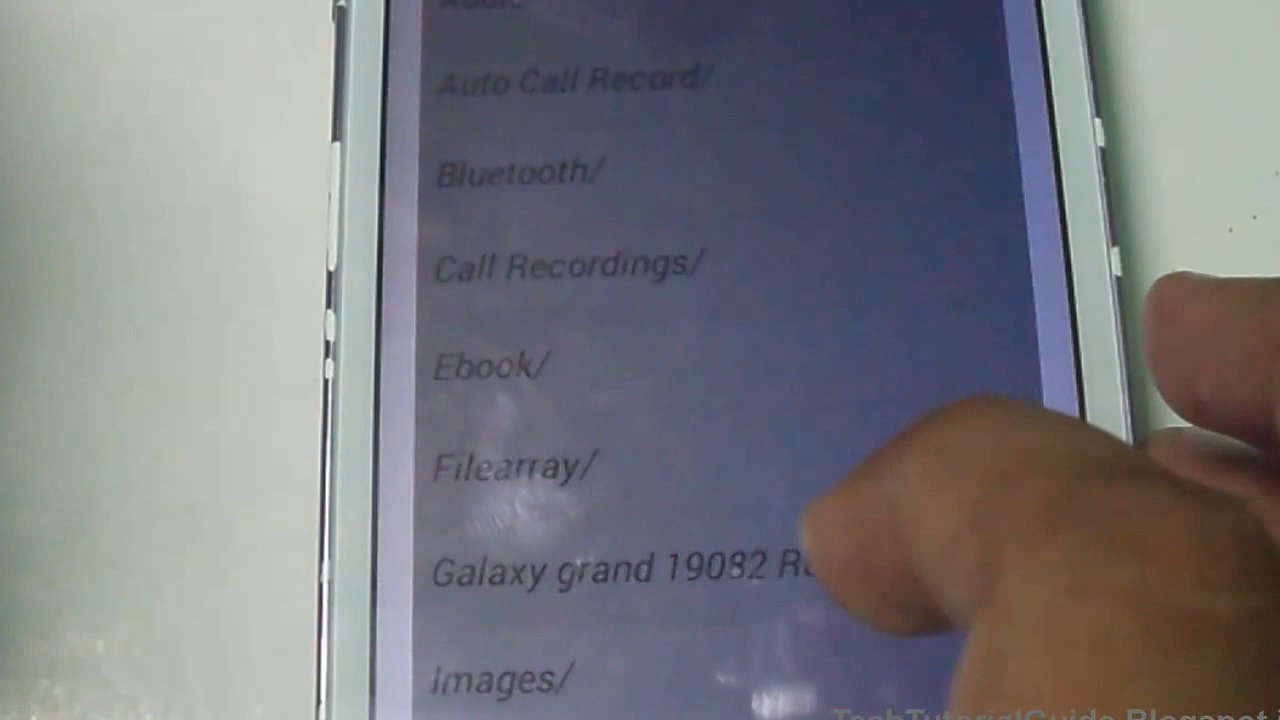 Auto Call Record/
Bluetooth/
Call Recordings/
Ebook/
Filearray/
Galaxy grand 19082
Images/